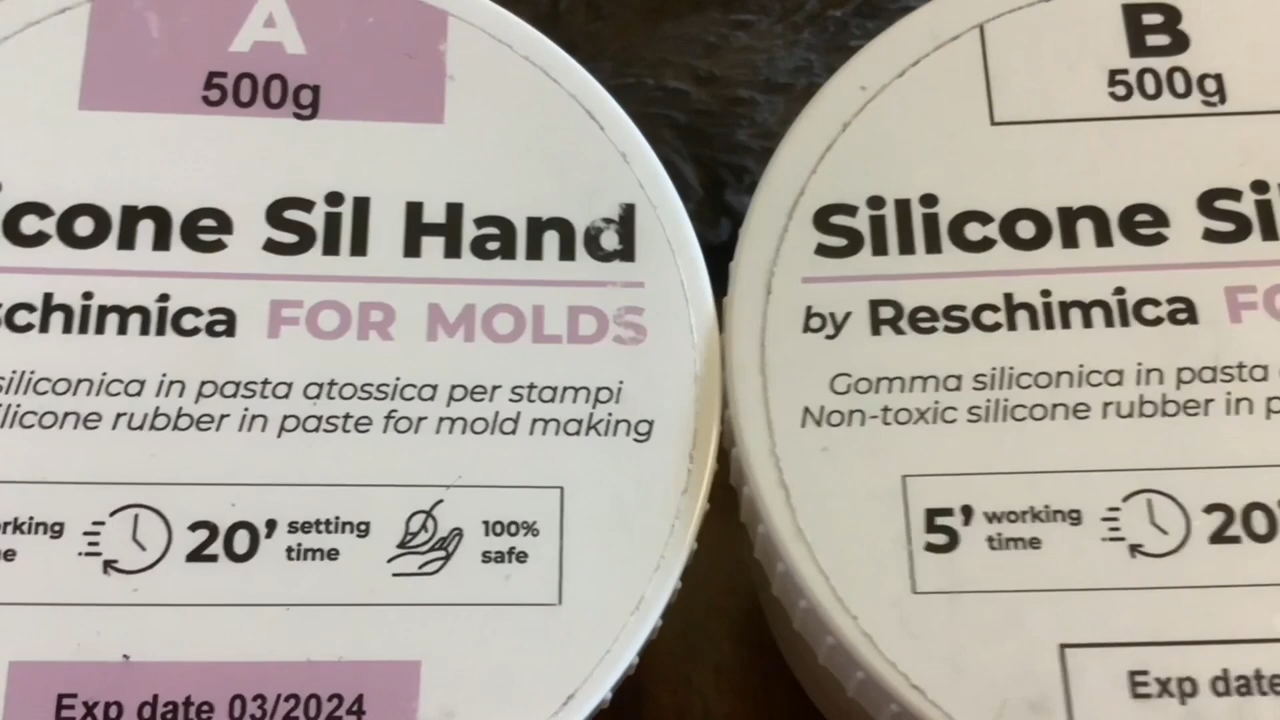 A
500g
cone Sil Hand
schimica FOR MOLDS
siliconica in pasta atossica per stampi
licone rubber in paste for mold making
rking
e
20’ setting
time
100%
safe
Exp date 03/2024
B
500g
Silicone Si
by Reschimica FO
Gomma siliconica in pasta
Non-toxic silicone rubber in p
5’ working
time
20’
Exp date